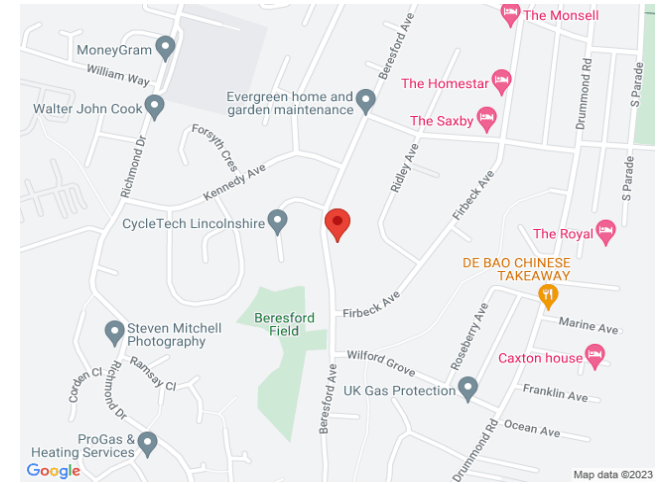 The Monsell
MoneyGram
William Way
Beresford Ave
Drummond Rd
S Parade
The Homestar
Walter John Cook
Evergreen home and
garden maintenance
The Saxby
Forsyth Cres
Richmond Dr
Kennedy Ave
Ridley Ave
Firbeck Ave
S Parade
CycleTech Lincolnshire
The Royal
DE BAO CHINESE
TAKEAWAY
Beresford
Field
Firbeck Ave
Roseberry Ave
Marine Ave
Steven Mitchell
Photography
Wilford Grove
Caxton house
Ramsay Cl
Corden Cl
Richmond Dr
UK Gas Protection
Franklin Ave
Beresford Ave
Ocean Ave
ProGas &
Heating Services
Drummond Rd
Google
Map data ©2023